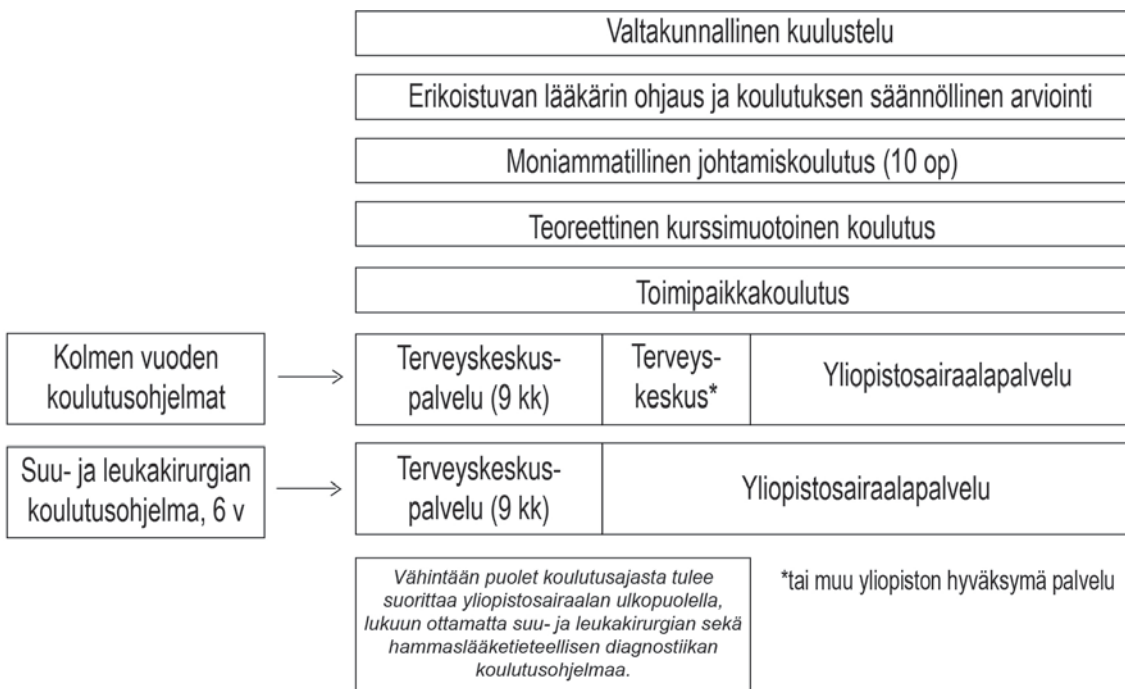 Valtakunnallinen kuulustelu
Erikoistuvan lääkärin ohjaus ja koulutuksen säännöllinen arviointi
Moniammatillinen johtamiskoulutus (10 op)
Teoreettinen kurssimuotoinen koulutus
Toimipaikkakoulutus
Kolmen vuoden
koulutusohjelmat
Terveyskeskus-
palvelu (9 kk)
Terveys-
keskus*
Yliopistosairaalapalvelu
Suu- ja leukakirurgian
koulutusohjelma, 6 v
Terveyskeskus-
palvelu (9 kk)
Yliopistosairaalapalvelu
Vähintään puolet koulutusajasta tulee
suorittaa yliopistosairaalan ulkopuolella,
lukuun ottamatta suu- ja leukakirurgian sekä
hammaslääketieteellisen diagnostiikan
koulutusohjelmaa.
*tai muu yliopiston hyväksymä palvelu